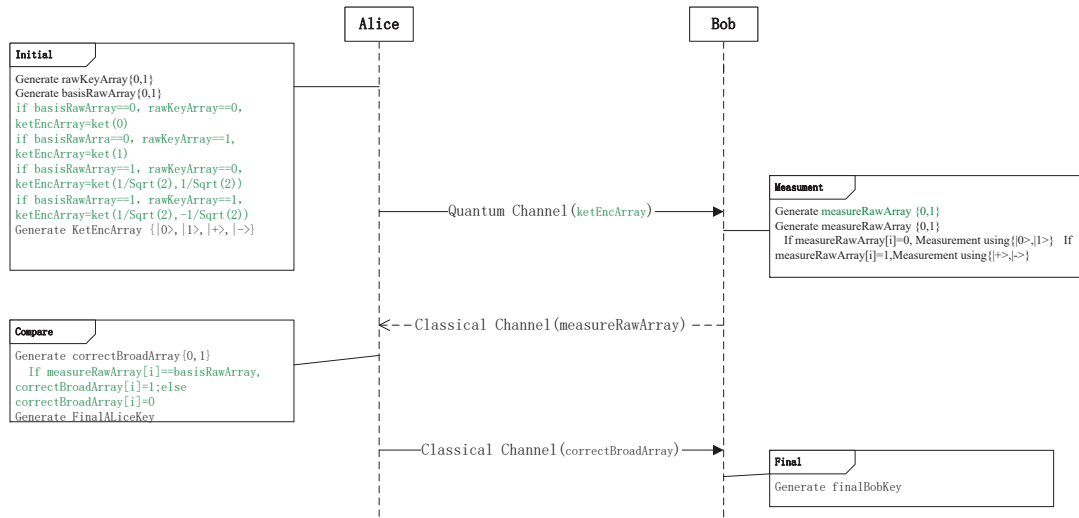 Alice
Bob
Initial
Generate rawKeyArray{0,1}
Generate basisRawArray{0,1}
if basisRawArray==0, rawKeyArray==0,
ketEncArray=ket(0)
if basisRawArra==0, rawKeyArray==1,
ketEncArray=ket(1)
if basisRawArray==1, rawKeyArray==0,
ketEncArray=ket(1/Sqrt(2),1/Sqrt(2))
if basisRawArray==1, rawKeyArray==1,
ketEncArray=ket(1/Sqrt(2),-1/Sqrt(2))
Generate KetEncArray {|0>,|1>,|+>,|->}
Quantum Channel(ketEncArray)
Measument
Generate measureRawArray {0,1}
Generate measureRawArray {0,1}
If measureRawArray[i]=0, Measurement using{|0>,|1>} If
measureRawArray[i]=1,Measurement using{|+>,|->}
Classical Channel(measureRawArray)
Compare
Generate correctBroadArray{0,1}
If measureRawArray[i]==basisRawArray,
correctBroadArray[i]=1;else
correctBroadArray[i]=0
Generate FinalALiceKey
Classical Channel(correctBroadArray)
Final
Generate finalBobKey